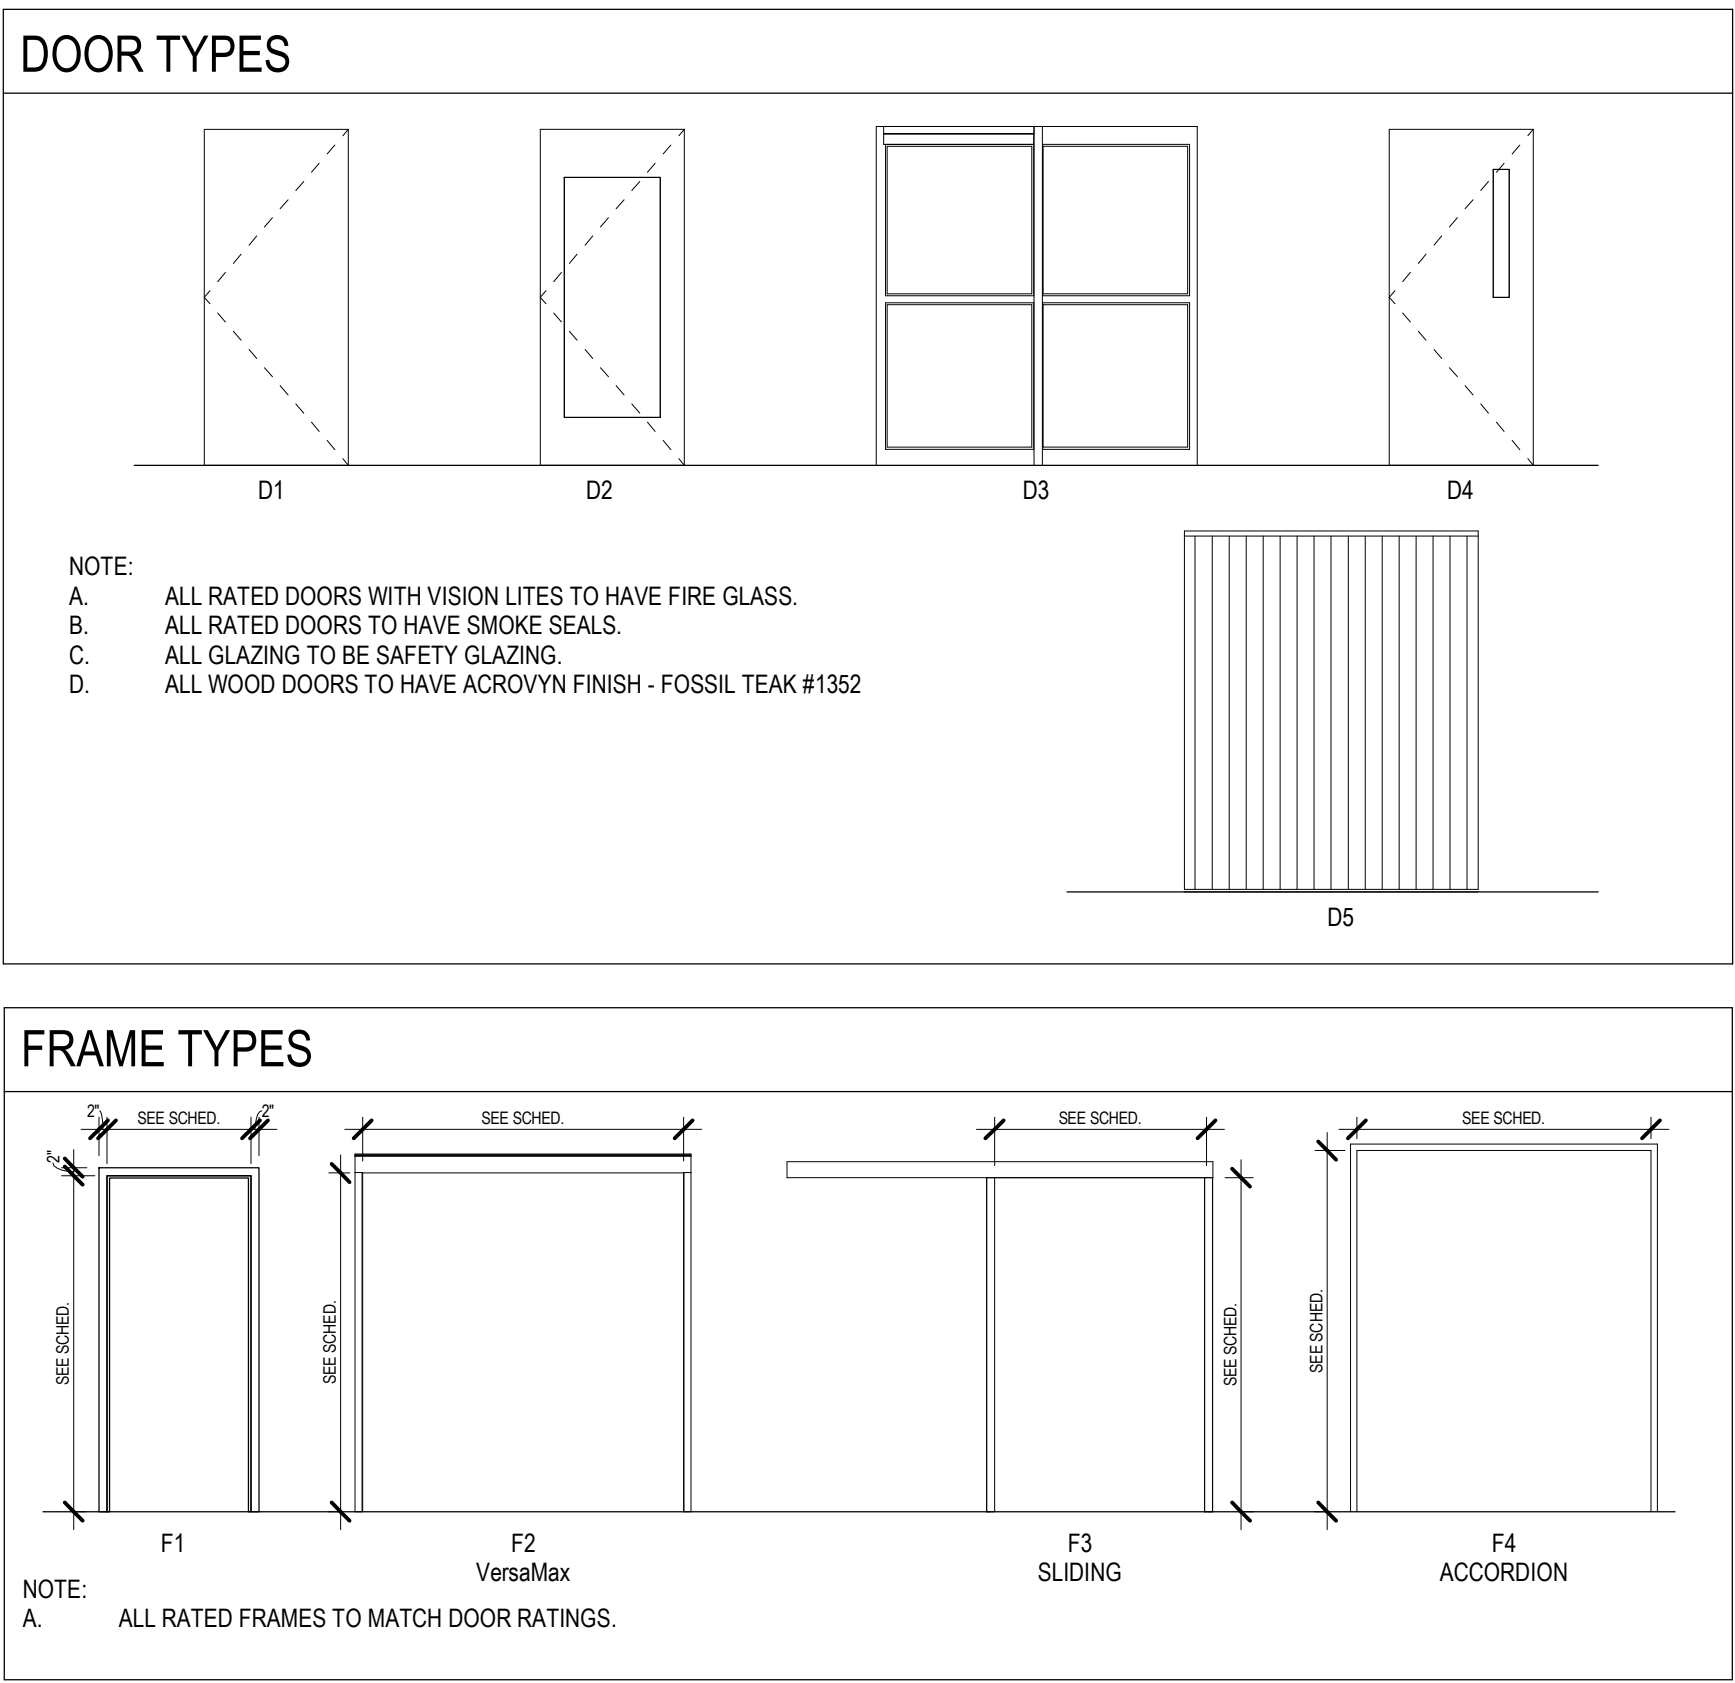 DOOR TYPES
D1
D2
D3
D4
NOTE:
A. ALL RATED DOORS WITH VISION LITES TO HAVE FIRE GLASS.
B. ALL RATED DOORS TO HAVE SMOKE SEALS.
C. ALL GLAZING TO BE SAFETY GLAZING.
D. ALL WOOD DOORS TO HAVE ACROVYN FINISH - FOSSIL TEAK #1352
D5
FRAME TYPES
2"
SEE SCHED.
2"
SEE SCHED.
SEE SCHED.
SEE SCHED.
2"
SEE SCHED.
SEE SCHED.
SEE SCHED.
SEE SCHED.
F1
F2
VersaMax
F3
SLIDING
F4
ACCORDION
NOTE:
A. ALL RATED FRAMES TO MATCH DOOR RATINGS.